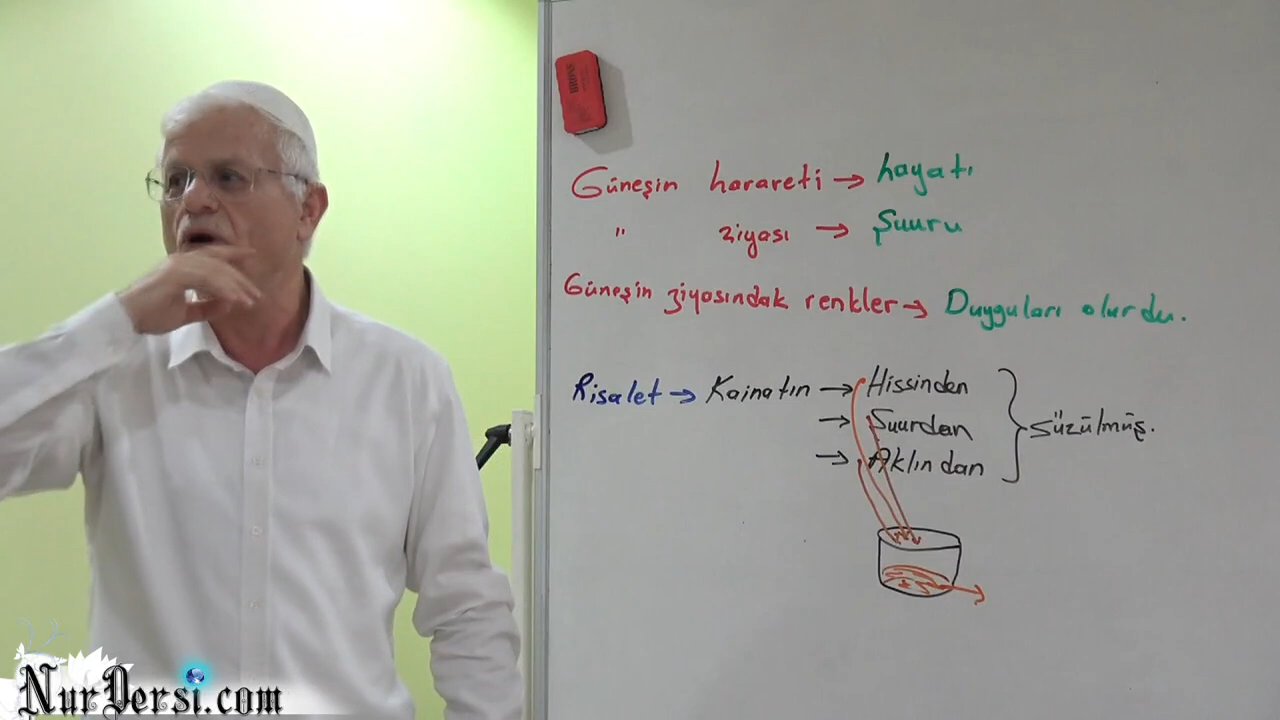 Güneşin harareti → hayatı
" ziyası → Şuuru
Güneşin ziyasındak renkler → Duyguları olurdu.
Risalet → Kainatın → Hissinden
→ Şuurdan
→ Aklından
süzülmüş.
NurDersi.com